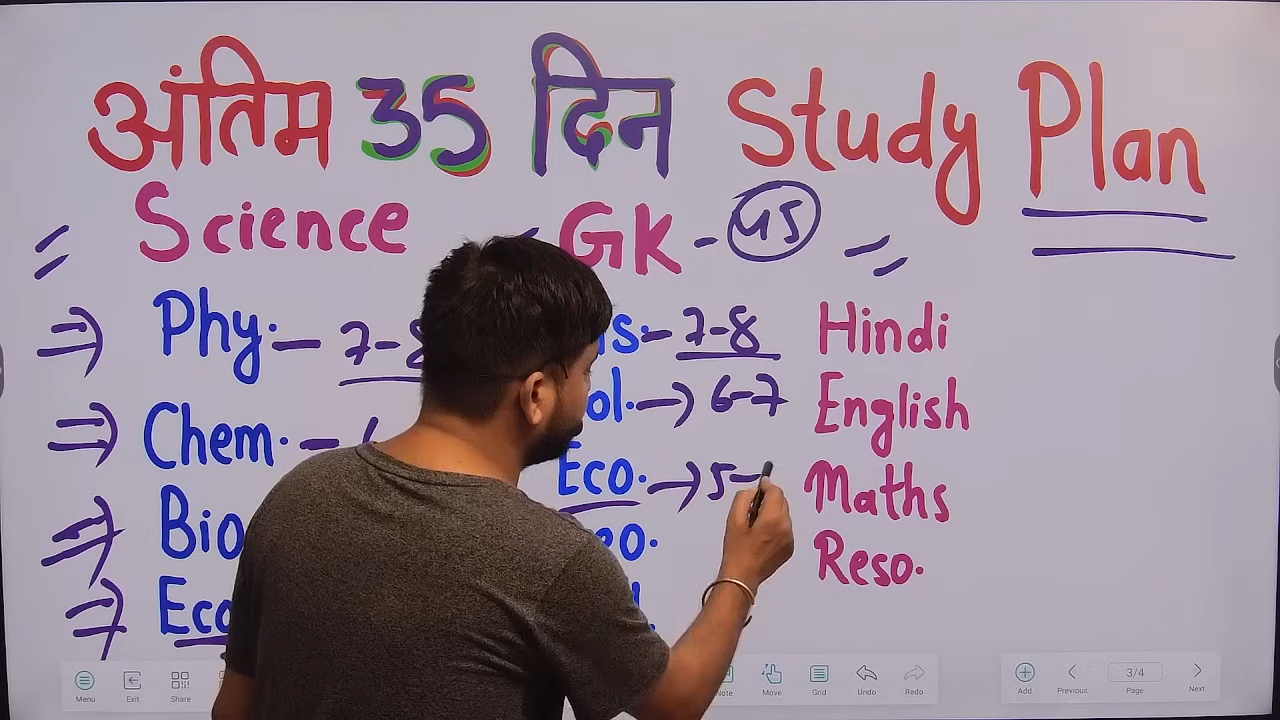 अंतिम 35 दिन Study Plan
= Science GK - 45 =
⇒ Phy. - 7-8
⇒ Chem. -
⇒ Bio
⇒ Eco
7-8
→ 6-7
Eco. → 5-
Hindi
English
Maths
Reso.
Menu Exit Share Note Move Grid Undo Redo
Add Previous 3/4 Page Next